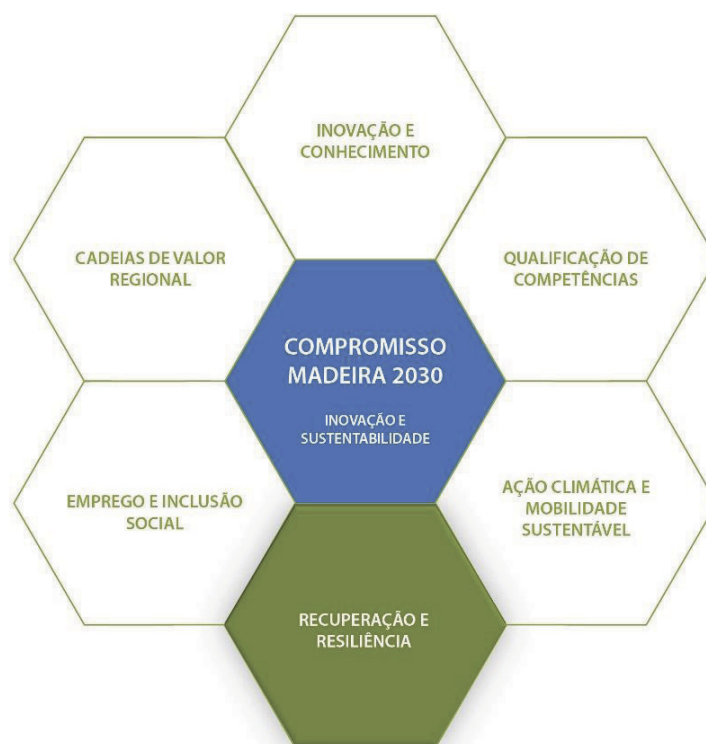 INOVAÇÃO E
CONHECIMENTO
CADEIAS DE VALOR
REGIONAL
QUALIFICAÇÃO DE
COMPETÊNCIAS
COMPROMISSO
MADEIRA 2030
INOVAÇÃO E
SUSTENTABILIDADE
EMPREGO E INCLUSÃO
SOCIAL
AÇÃO CLIMÁTICA E
MOBILIDADE
SUSTENTÁVEL
RECUPERAÇÃO E
RESILIÊNCIA